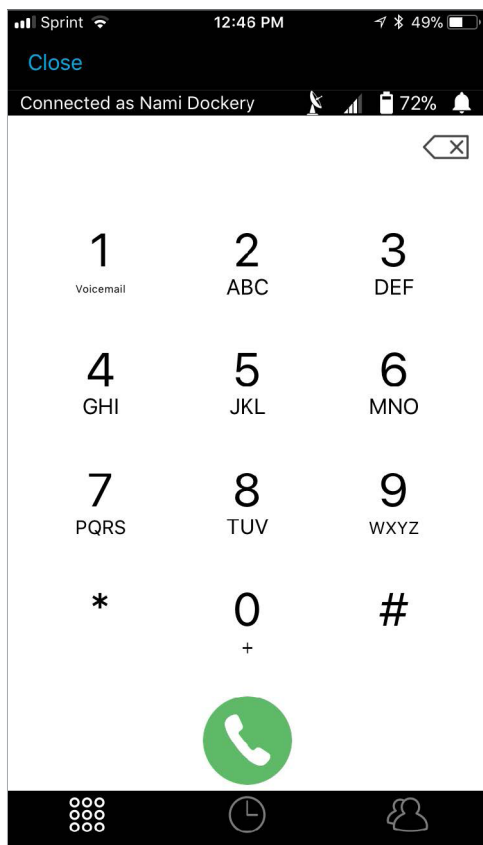 Sprint 12:46 PM 49%
Close
Connected as Nami Dockery 72%
1 2 3
Voicemail ABC DEF
4 5 6
GHI JKL MNO
7 8 9
PQRS TUV WXYZ
* 0 #
+